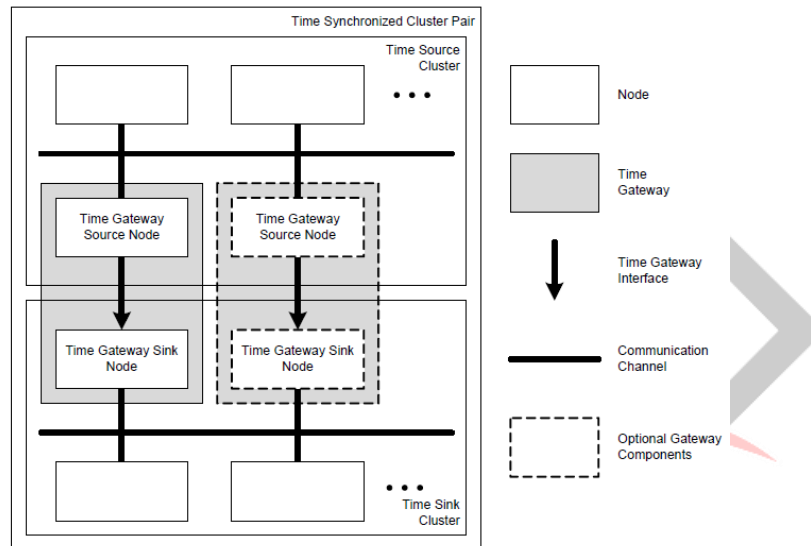 Time Synchronized Cluster Pair
Time Source
Cluster
Time Gateway
Source Node
Time Gateway
Source Node
Time Gateway Sink
Node
Time Gateway Sink
Node
Time Sink
Cluster
Node
Time
Gateway
Time Gateway
Interface
Communication
Channel
Optional Gateway
Components